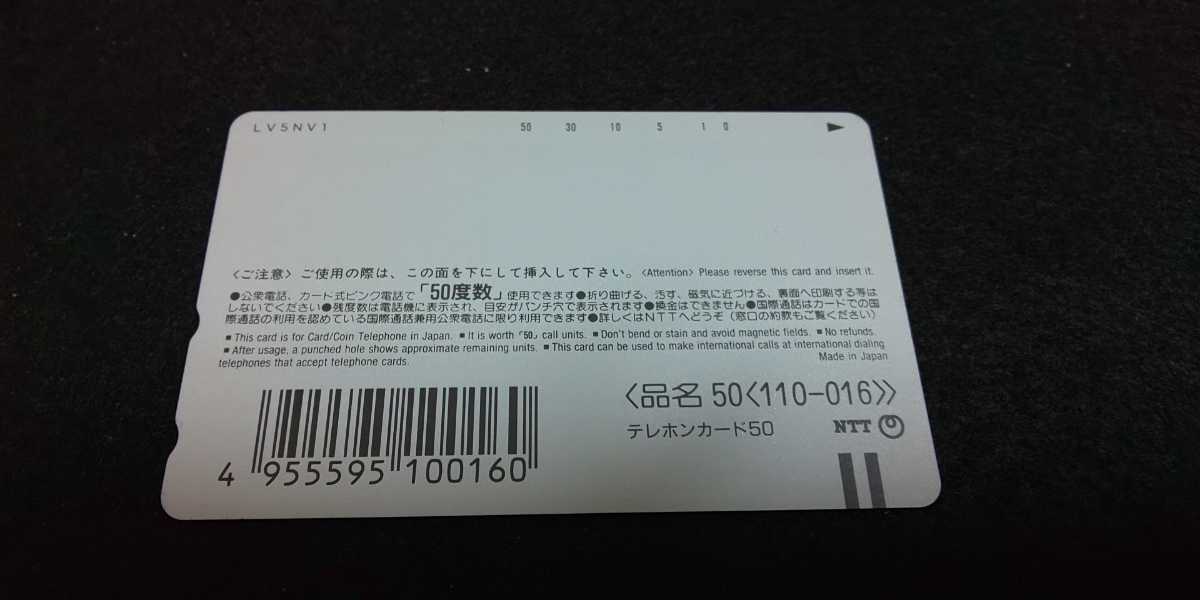 LV5NV1 50 30 10 5 1 0
〈ご注意〉ご使用の際は、この面を下にして挿入して下さい。〈Attention〉 Please reverse this card and insert it.
●公衆電話、カード式ピンク電話で「50度数」使用できます●折り曲げる、汚す、磁気に近づける、裏面へ印刷する等は
しないでください●残度数は電話機に表示され、目安がパンチ穴で表示されます●換金はできません●国際通話はカードでの国
際通話の利用を認めている国際通話兼用公衆電話に限り利用できます●詳しくはNTTへどうぞ（窓口の約款もご覧ください）
■This card is for Card/Coin Telephone in Japan. ■It is worth「50」call units. ■Don't bend or stain and avoid magnetic fields. ■No refunds.
■After usage, a punched hole shows approximate remaining units. ■This card can be used to make international calls at international dialing
telephones that accept telephone cards. Made in Japan
〈品名 50〈110-016〉〉
テレホンカード50 NTT
4 955595 100160